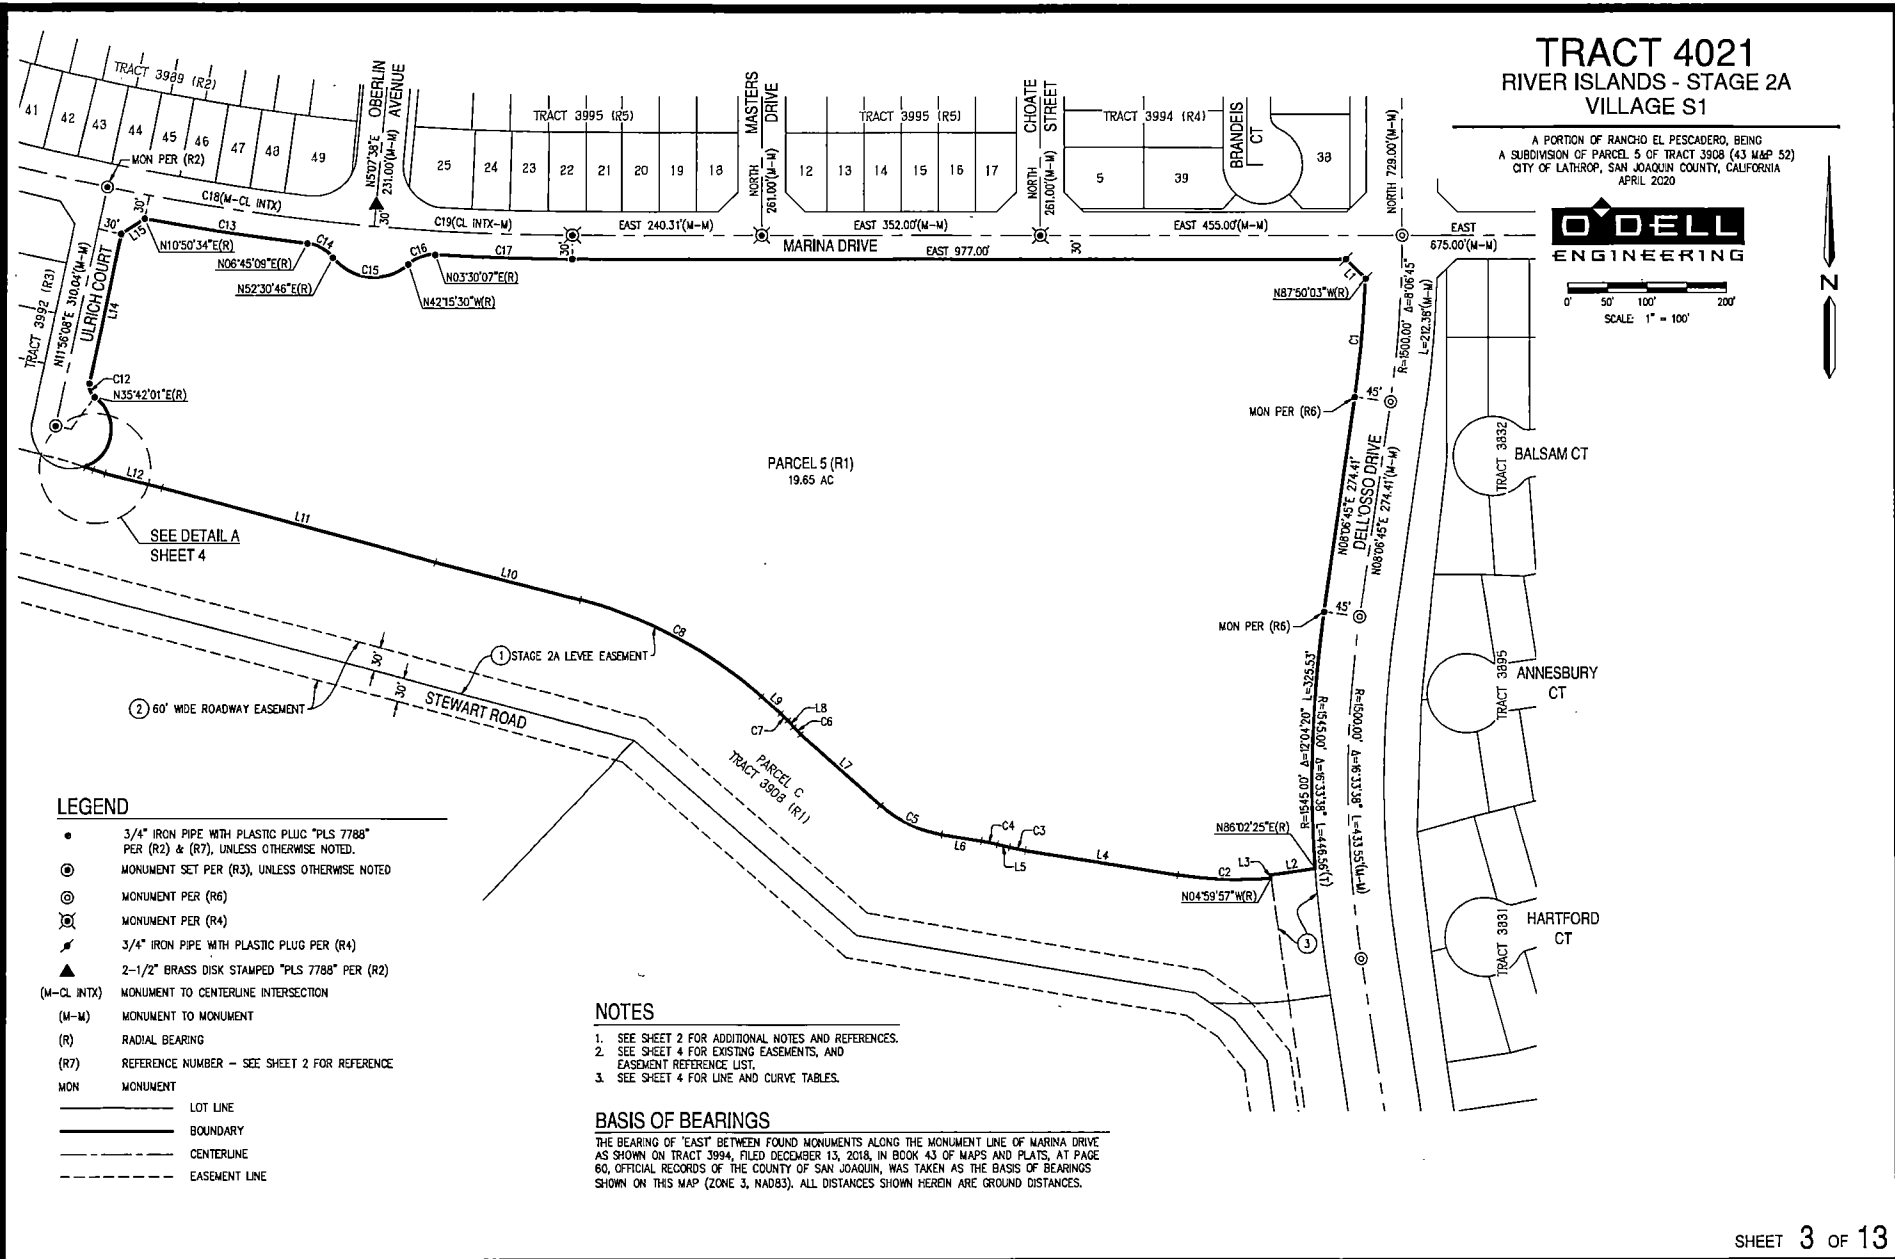 TRACT 4021
RIVER ISLANDS - STAGE 2A
VILLAGE S1
A PORTION OF RANCHO EL PESCADERO, BEING
A SUBDIVISION OF PARCEL 5 OF TRACT 3908 (43 M&P 52)
CITY OF LATHROP, SAN JOAQUIN COUNTY, CALIFORNIA
APRIL 2020
O'DELL
ENGINEERING
0' 50' 100' 200'
SCALE: 1" = 100'
N
TRACT 3989 (R2)
41
42
43
44
45
46
47
48
49
OBERLIN
AVENUE
N5°07'38"E
231.00'(M-M)
30'
TRACT 3995 (R5)
25
24
23
22
21
20
19
18
MASTERS
DRIVE
NORTH
261.00'(M-M)
TRACT 3995 (R5)
12
13
14
15
16
17
CHOATE
STREET
NORTH
261.00'(M-M)
TRACT 3994 (R4)
5
39
BRANDEIS
CT
38
NORTH 729.00'(M-M)
MON PER (R2)
C18(M-CL INTX)
C19(CL INTX-M)
EAST 240.31'(M-M)
EAST 352.00'(M-M)
EAST 455.00'(M-M)
EAST
675.00'(M-M)
MARINA DRIVE
EAST 977.00'
30'
30'
30'
30'
L15
C13
N10°50'34"E(R)
N06°45'09"E(R)
C14
N52°30'46"E(R)
C15
C16
C17
N03°30'07"E(R)
N42°15'30"W(R)
L1
N87°50'03"W(R)
C1
R=1500.00' Δ=8°06'45"
L=212.38'(M-M)
TRACT 3992 (R3)
N11°56'08"E 310.04'(M-M)
ULRICH COURT
L14
C12
N35°42'01"E(R)
L12
SEE DETAIL A
SHEET 4
L11
L10
PARCEL 5 (R1)
19.65 AC
MON PER (R6)
45'
N08°06'45"E 274.41'
DELL'OSSO DRIVE
N08°06'45"E 274.41'(M-M)
TRACT 3832
BALSAM CT
MON PER (R6)
45'
C8
1 STAGE 2A LEVEE EASEMENT
30'
30'
2 60' WIDE ROADWAY EASEMENT
STEWART ROAD
L9
L8
C6
C7
L7
PARCEL C
TRACT 3908 (R1)
C5
L6
C4
C3
L5
L4
C2
L3
L2
N86°02'25"E(R)
N04°59'57"W(R)
3
R=1545.00' Δ=12°04'20" L=325.53'
R=1545.00' Δ=16°33'38" L=446.56'(T)
R=1500.00' Δ=16°33'38" L=433.55'(M-M)
TRACT 3895
ANNESBURY
CT
TRACT 3831
HARTFORD
CT
LEGEND
3/4" IRON PIPE WITH PLASTIC PLUG "PLS 7788"
PER (R2) & (R7), UNLESS OTHERWISE NOTED.
MONUMENT SET PER (R3), UNLESS OTHERWISE NOTED
MONUMENT PER (R6)
MONUMENT PER (R4)
3/4" IRON PIPE WITH PLASTIC PLUG PER (R4)
2-1/2" BRASS DISK STAMPED "PLS 7788" PER (R2)
(M-CL INTX) MONUMENT TO CENTERLINE INTERSECTION
(M-M) MONUMENT TO MONUMENT
(R) RADIAL BEARING
(R7) REFERENCE NUMBER - SEE SHEET 2 FOR REFERENCE
MON MONUMENT
LOT LINE
BOUNDARY
CENTERLINE
EASEMENT LINE
NOTES
1. SEE SHEET 2 FOR ADDITIONAL NOTES AND REFERENCES.
2. SEE SHEET 4 FOR EXISTING EASEMENTS, AND
EASEMENT REFERENCE LIST.
3. SEE SHEET 4 FOR LINE AND CURVE TABLES.
BASIS OF BEARINGS
THE BEARING OF "EAST" BETWEEN FOUND MONUMENTS ALONG THE MONUMENT LINE OF MARINA DRIVE
AS SHOWN ON TRACT 3994, FILED DECEMBER 13, 2018, IN BOOK 43 OF MAPS AND PLATS, AT PAGE
60, OFFICIAL RECORDS OF THE COUNTY OF SAN JOAQUIN, WAS TAKEN AS THE BASIS OF BEARINGS
SHOWN ON THIS MAP (ZONE 3, NAD83). ALL DISTANCES SHOWN HEREIN ARE GROUND DISTANCES.
SHEET 3 OF 13